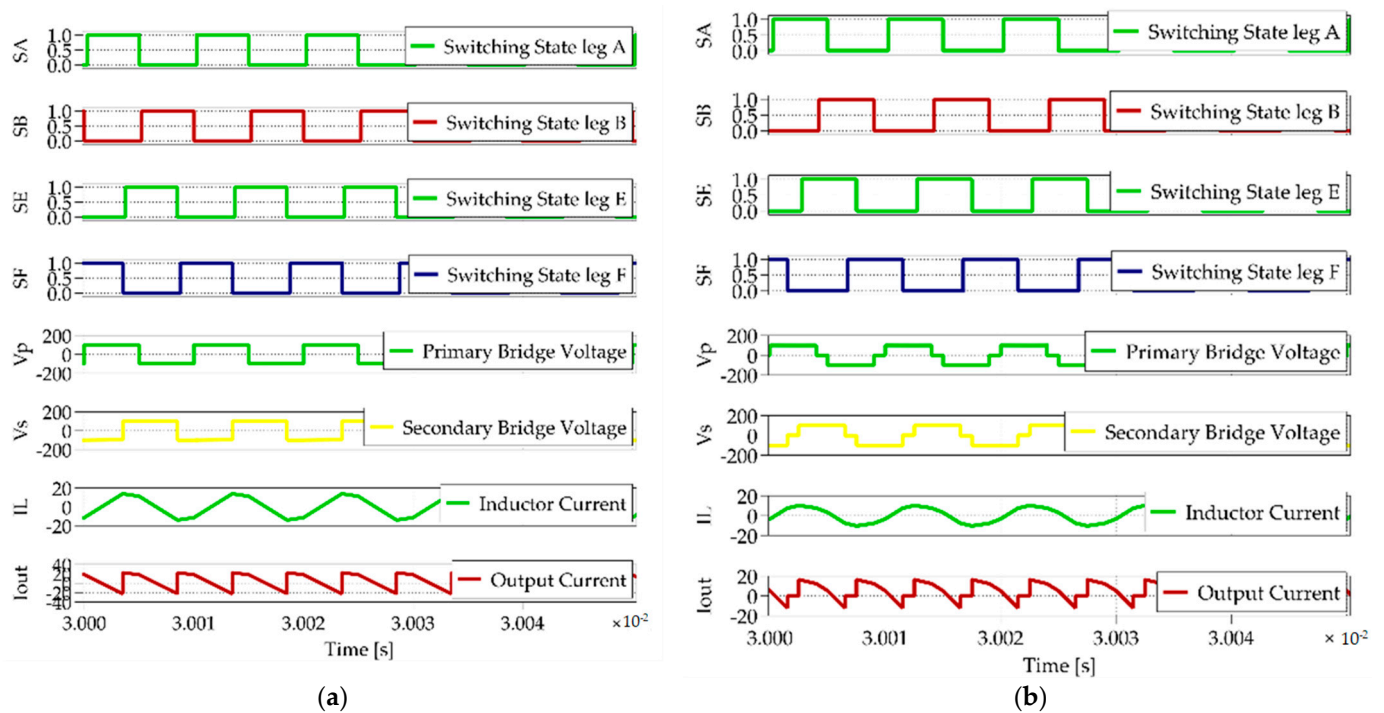 SA
1.0
0.5
0.0
Switching State leg A
SB
1.0
0.5
0.0
Switching State leg B
SE
1.0
0.5
0.0
Switching State leg E
SF
1.0
0.5
0.0
Switching State leg F
Vp
200
0
-200
Primary Bridge Voltage
Vs
200
0
-200
Secondary Bridge Voltage
IL
20
0
-20
Inductor Current
Iout
40
20
-20
-40
Output Current
3.000 3.001 3.002 3.003 3.004 ×10-2
Time [s]
(a)
SA
1.0
0.5
0.0
Switching State leg A
SB
1.0
0.5
0.0
Switching State leg B
SE
1.0
0.5
0.0
Switching State leg E
SF
1.0
0.5
0.0
Switching State leg F
Vp
200
0
-200
Primary Bridge Voltage
Vs
200
0
-200
Secondary Bridge Voltage
IL
20
0
-20
Inductor Current
Iout
20
0
-20
Output Current
3.000 3.001 3.002 3.003 3.004 × 10-2
Time [s]
(b)